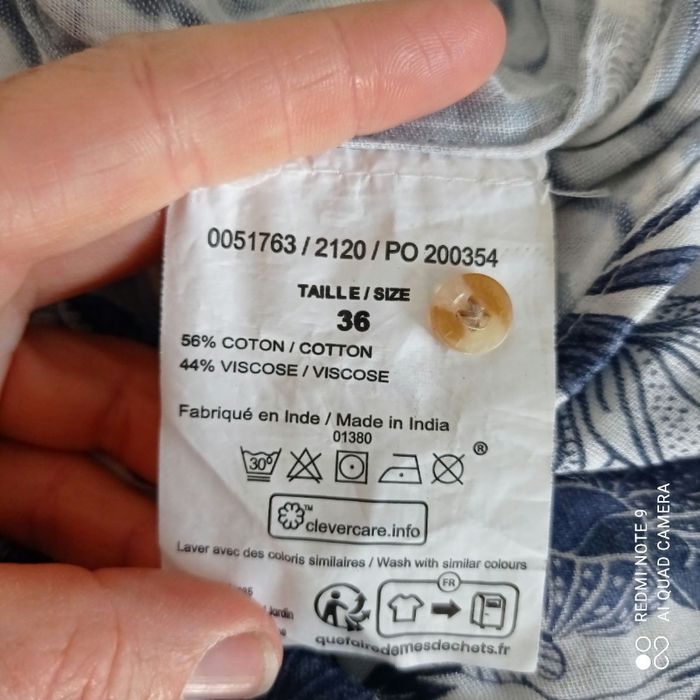 0051763 / 2120 / PO 200354
TAILLE / SIZE
36
56% COTON / COTTON
44% VISCOSE / VISCOSE
Fabriqué en Inde / Made in India
01380
30° ®
TM clevercare.info
Laver avec des coloris similaires / Wash with similar colours
FR
Jardin
quefairedemesdechets.fr
REDMI NOTE 9
AI QUAD CAMERA